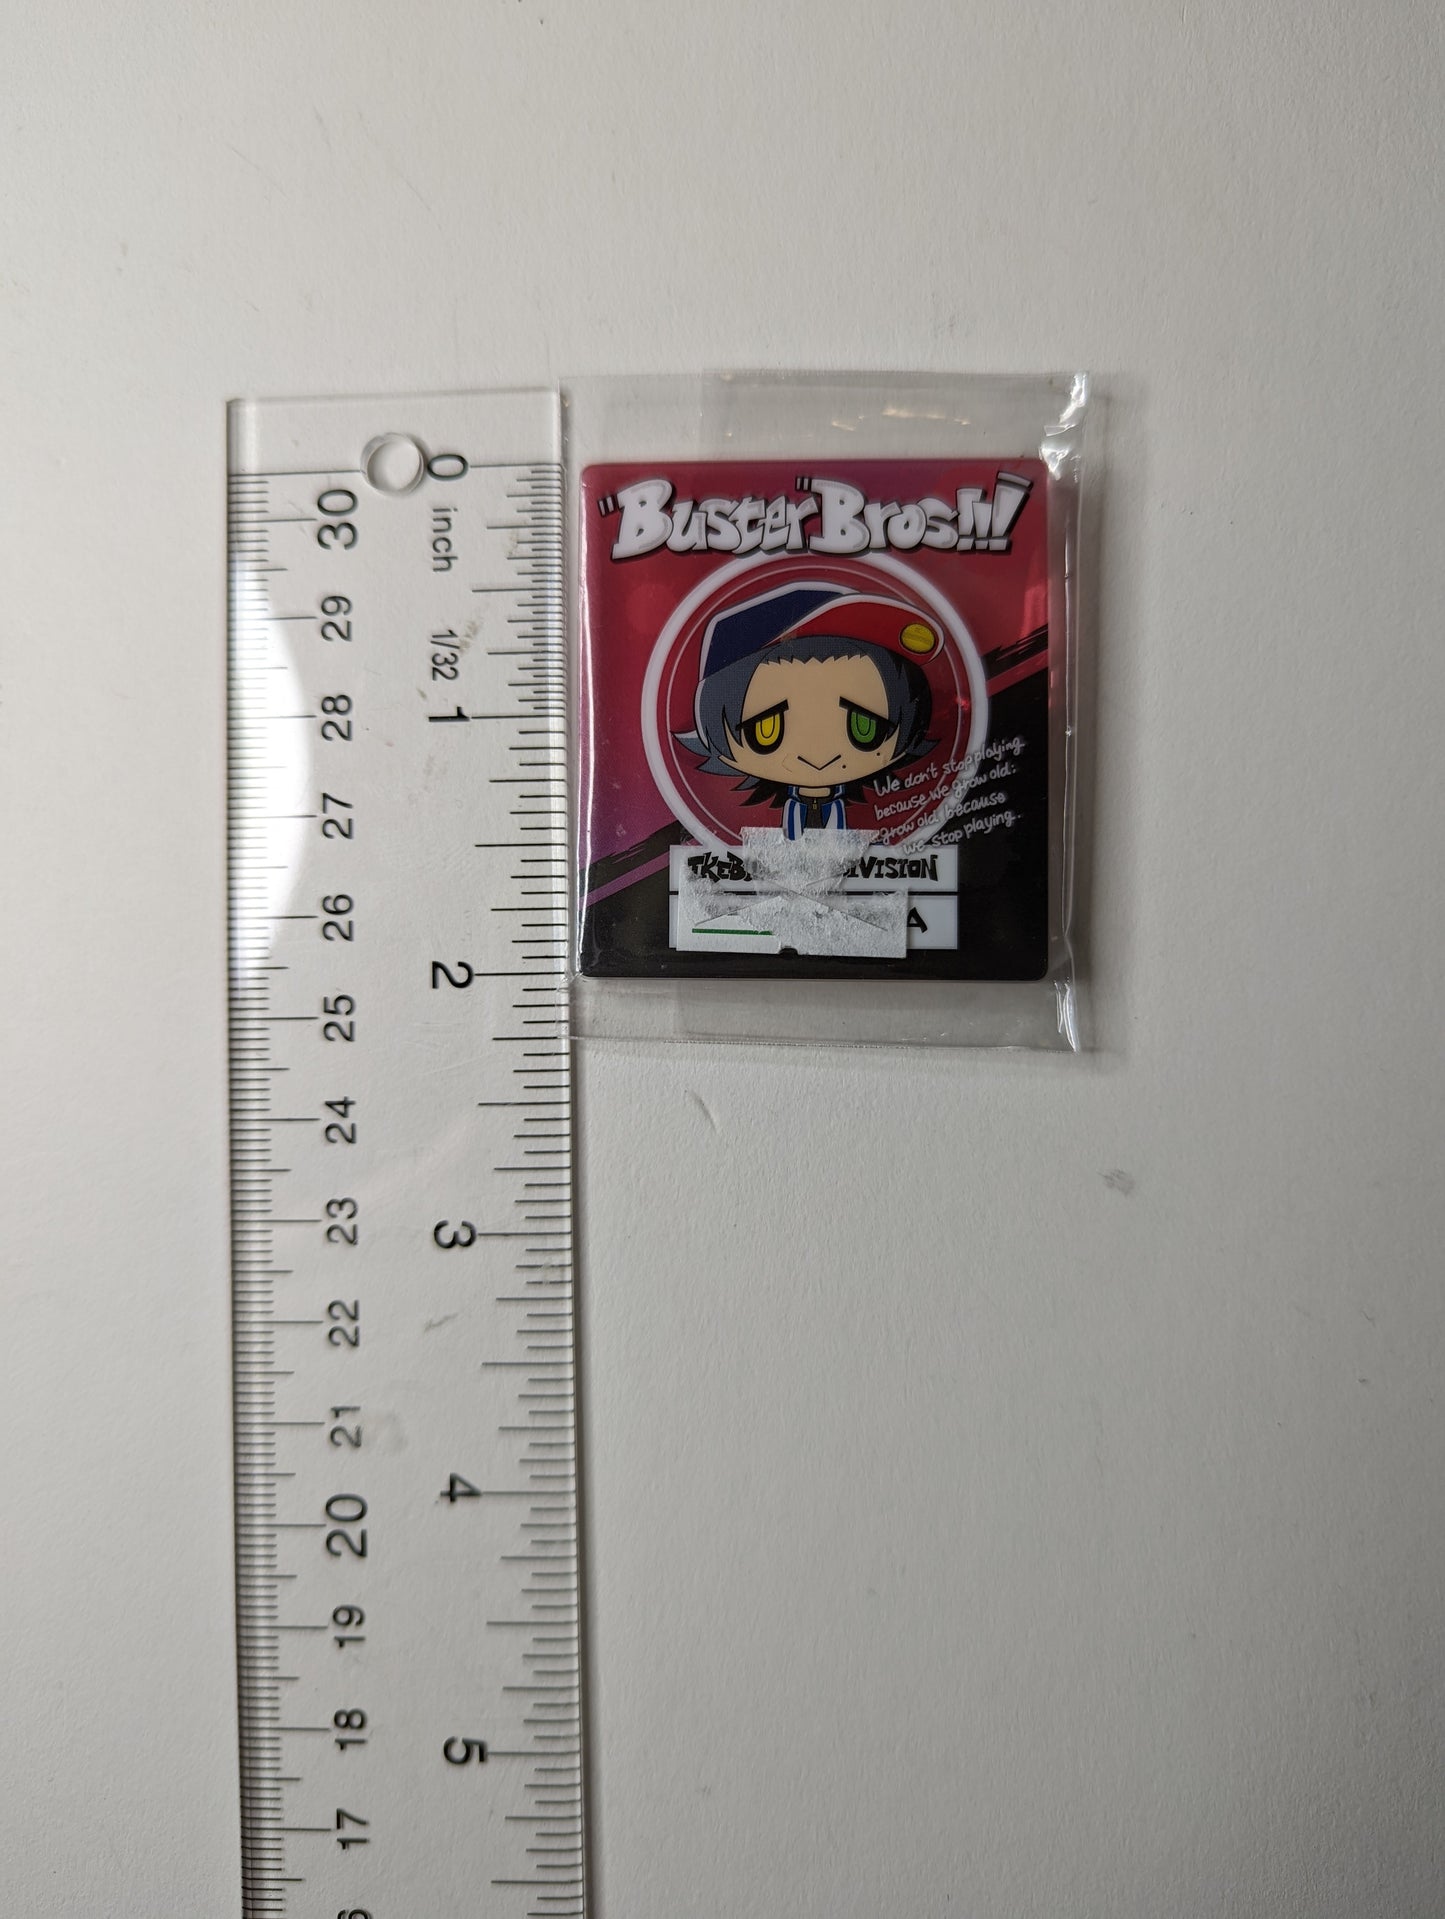 "Buster" Bros!!!
We don't stop playing
because we grow old:
grow old because
we stop playing.
DIVISION
0 inch 1/32 1 2 3 4 5
30 29 28 27 26 25 24 23 22 21 20 19 18 17